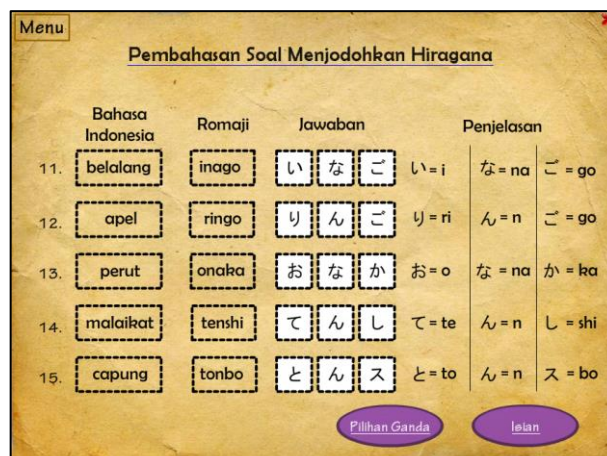 Menu
Pembahasan Soal Menjodohkan Hiragana
Bahasa Indonesia Romaji Jawaban Penjelasan
11. belalang inago い な ご い = i な = na ご = go
12. apel ringo り ん ご り = ri ん = n ご = go
13. perut onaka お な か お = o な = na か = ka
14. malaikat tenshi て ん し て = te ん = n し = shi
15. capung tonbo と ん ス と = to ん = n ス = bo
Pilihan Ganda Isian